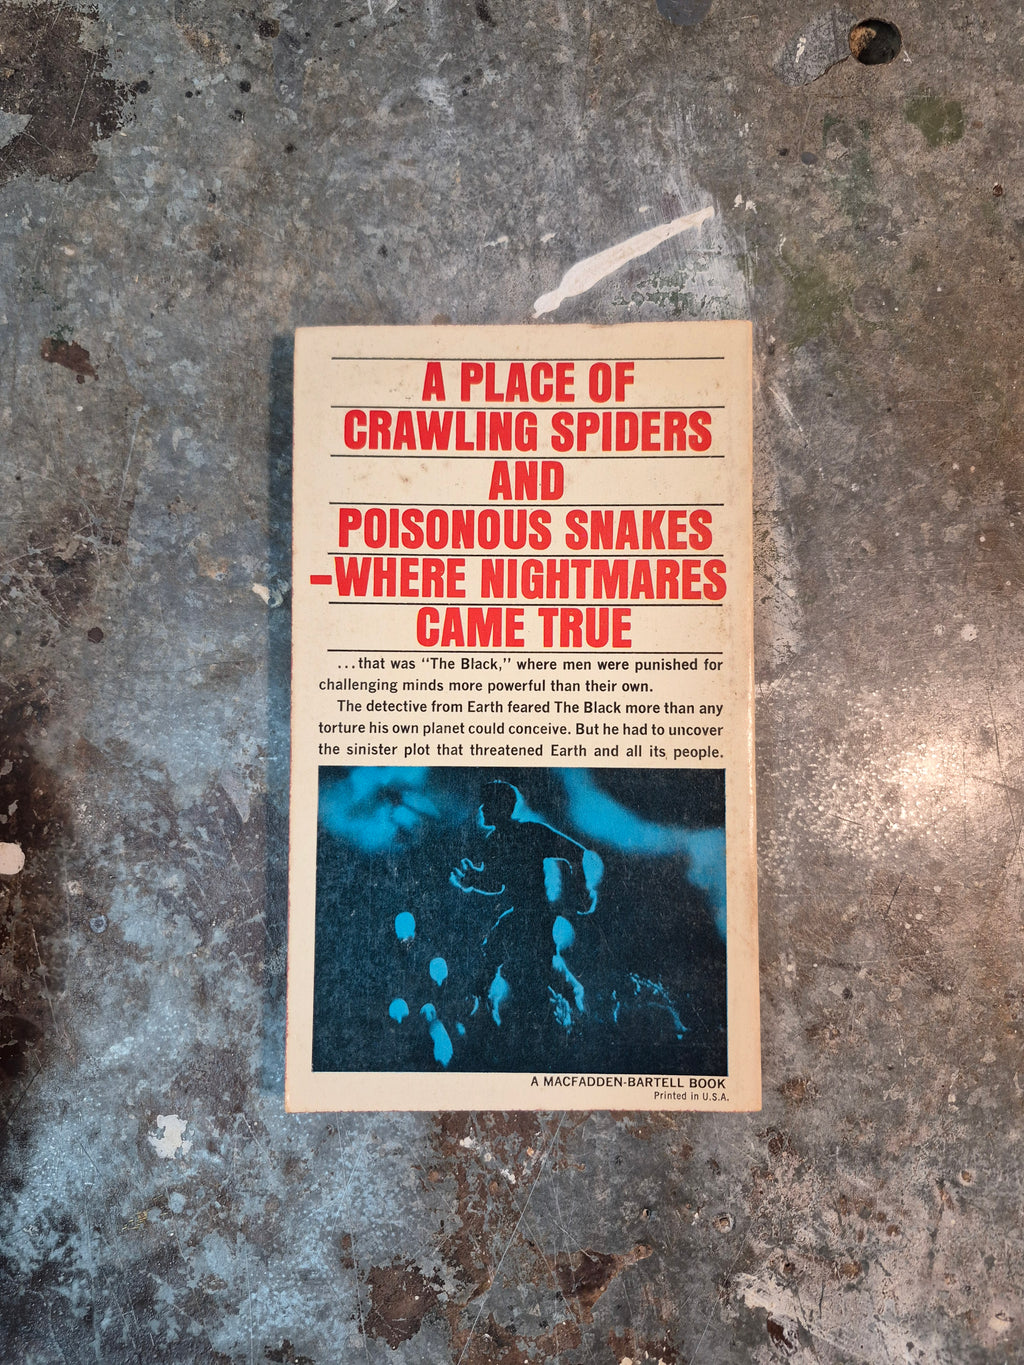 A PLACE OF
CRAWLING SPIDERS
AND
POISONOUS SNAKES
–WHERE NIGHTMARES
CAME TRUE
...that was “The Black,” where men were punished for
challenging minds more powerful than their own.
The detective from Earth feared The Black more than any
torture his own planet could conceive. But he had to uncover
the sinister plot that threatened Earth and all its people.
A MACFADDEN-BARTELL BOOK
Printed in U.S.A.